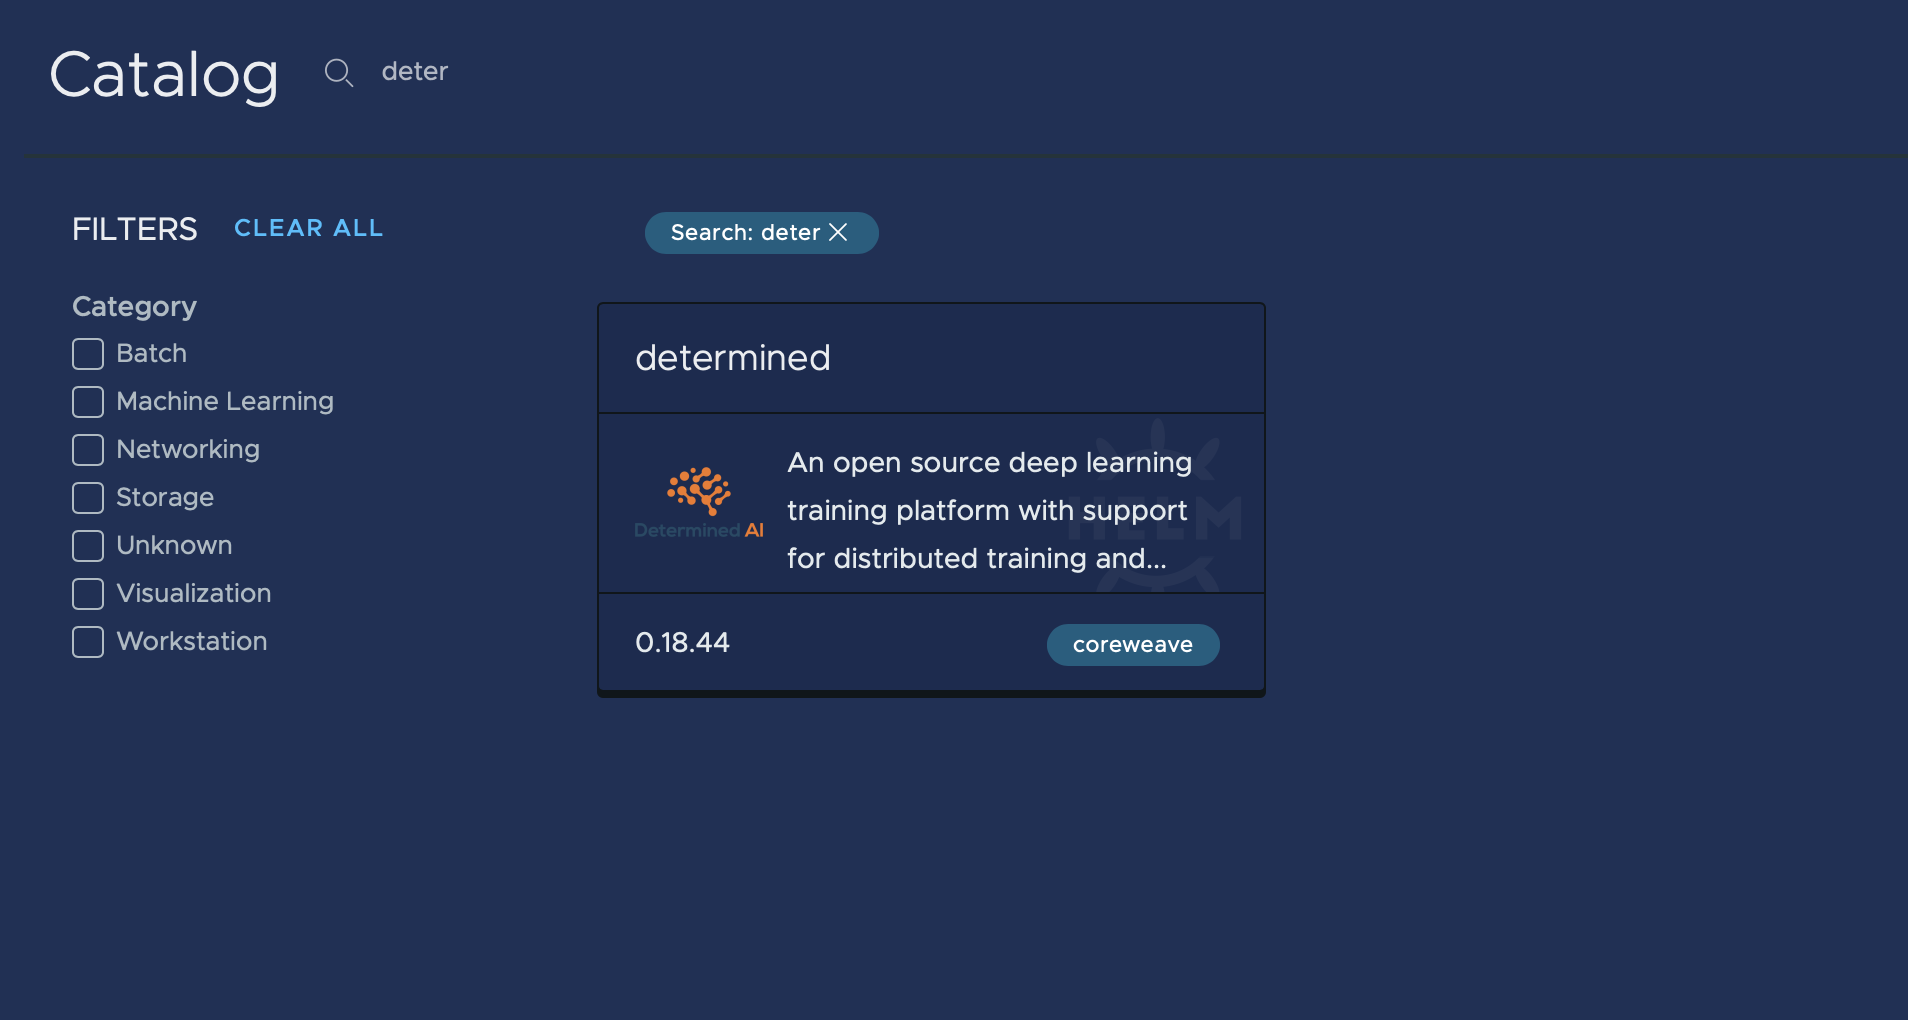 Catalog
deter
FILTERS CLEAR ALL
Search: deter
Category
Batch
Machine Learning
Networking
Storage
Unknown
Visualization
Workstation
determined
Determined AI
An open source deep learning
training platform with support
for distributed training and...
HELM
0.18.44
coreweave